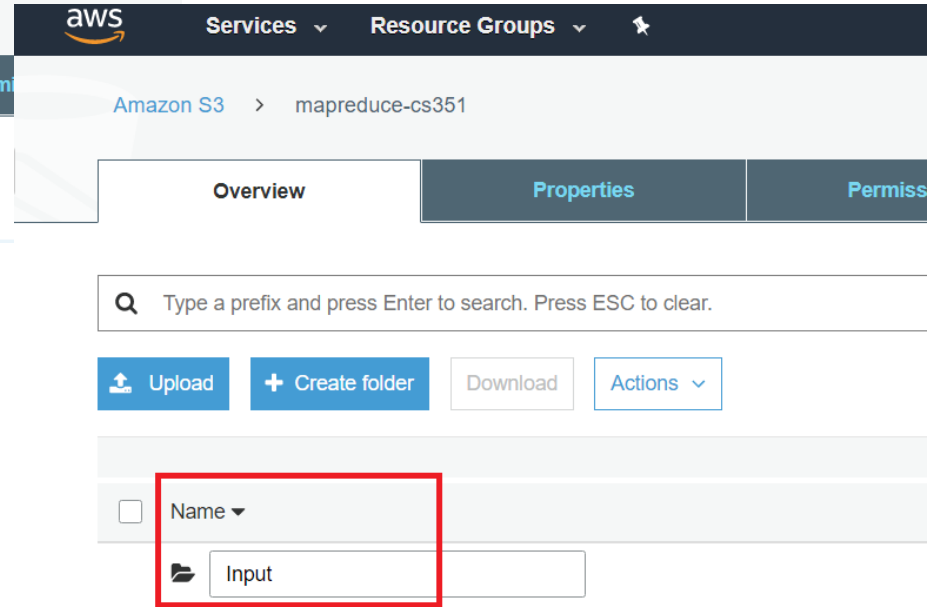 aws Services Resource Groups
Amazon S3 > mapreduce-cs351
Overview Properties
Type a prefix and press Enter to search. Press ESC to clear.
Upload + Create folder Download Actions
Name
Input